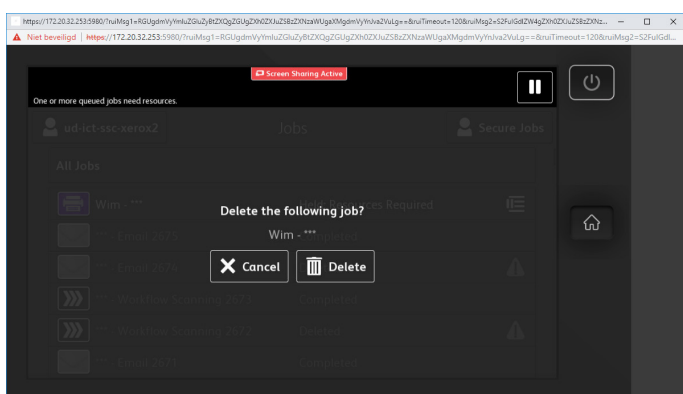 https://172.20.32.253:5980/?ruiMsg1=RGUgdmVyYmluZGluZyBtZXQgZGUgZXh0ZXJuZSBzZXNzaWUgaXMgdmVyYnJva2VuLg==&ruiTimeout=120&ruiMsg2=S2FuIGdlZW4gZXh0ZXJuZSBzZXNz...
Niet beveiligd | https://172.20.32.253:5980/?ruiMsg1=RGUgdmVyYmluZGluZyBtZXQgZGUgZXh0ZXJuZSBzZXNzaWUgaXMgdmVyYnJva2VuLg==&ruiTimeout=120&ruiMsg2=S2FuIGdl...
Screen Sharing Active
One or more queued jobs need resources.
ud-ict-ssc-xerox2 Jobs Secure Jobs
All Jobs
Wim *** Held: Resources Required
Delete the following job?
Wim - ***
*** Email 2675 Completed
Cancel Delete
*** Email 2674
*** Workflow Scanning 2673 Completed
*** Workflow Scanning 2672 Deleted
*** Email 2671 Completed